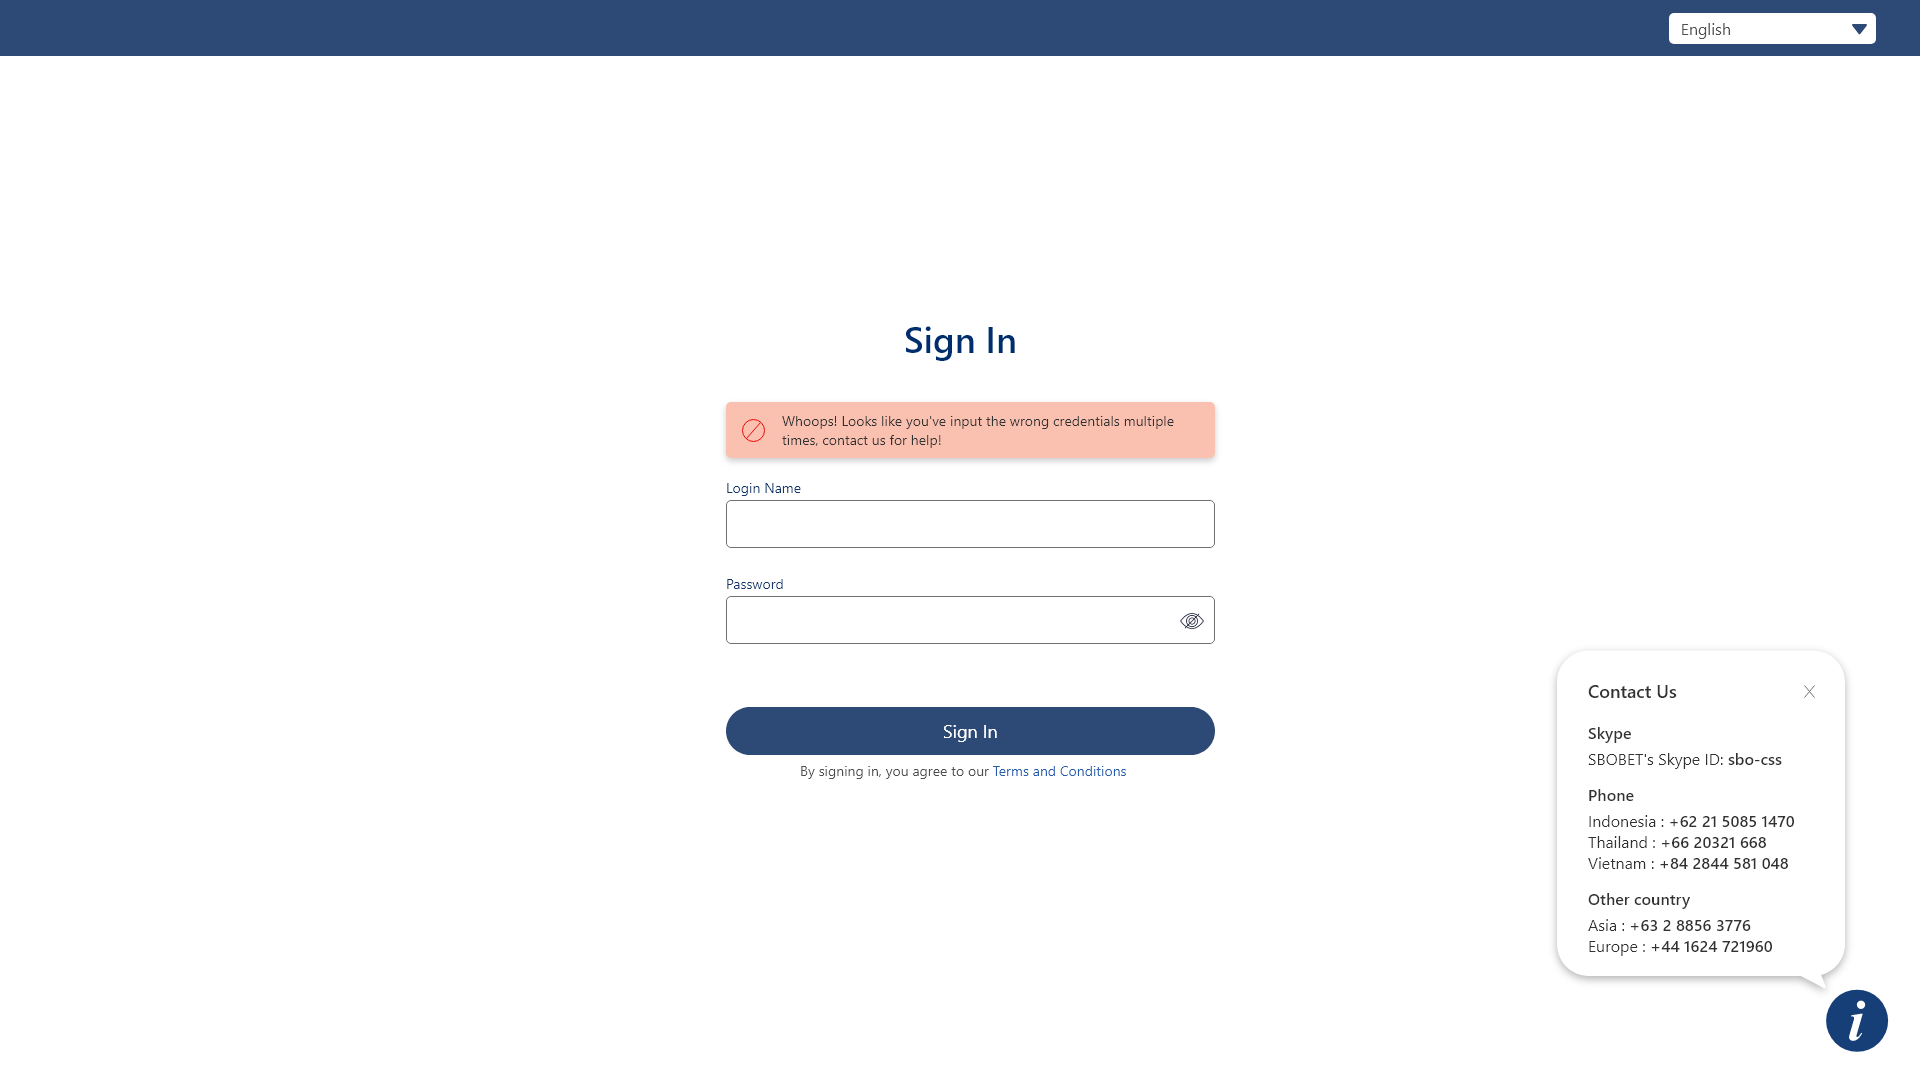 English
Sign In
Whoops! Looks like you've input the wrong credentials multiple
times, contact us for help!
Login Name
Password
Sign In
By signing in, you agree to our Terms and Conditions
Contact Us
Skype
SBOBET's Skype ID: sbo-css
Phone
Indonesia : +62 21 5085 1470
Thailand : +66 20321 668
Vietnam : +84 2844 581 048
Other country
Asia : +63 2 8856 3776
Europe : +44 1624 721960
i